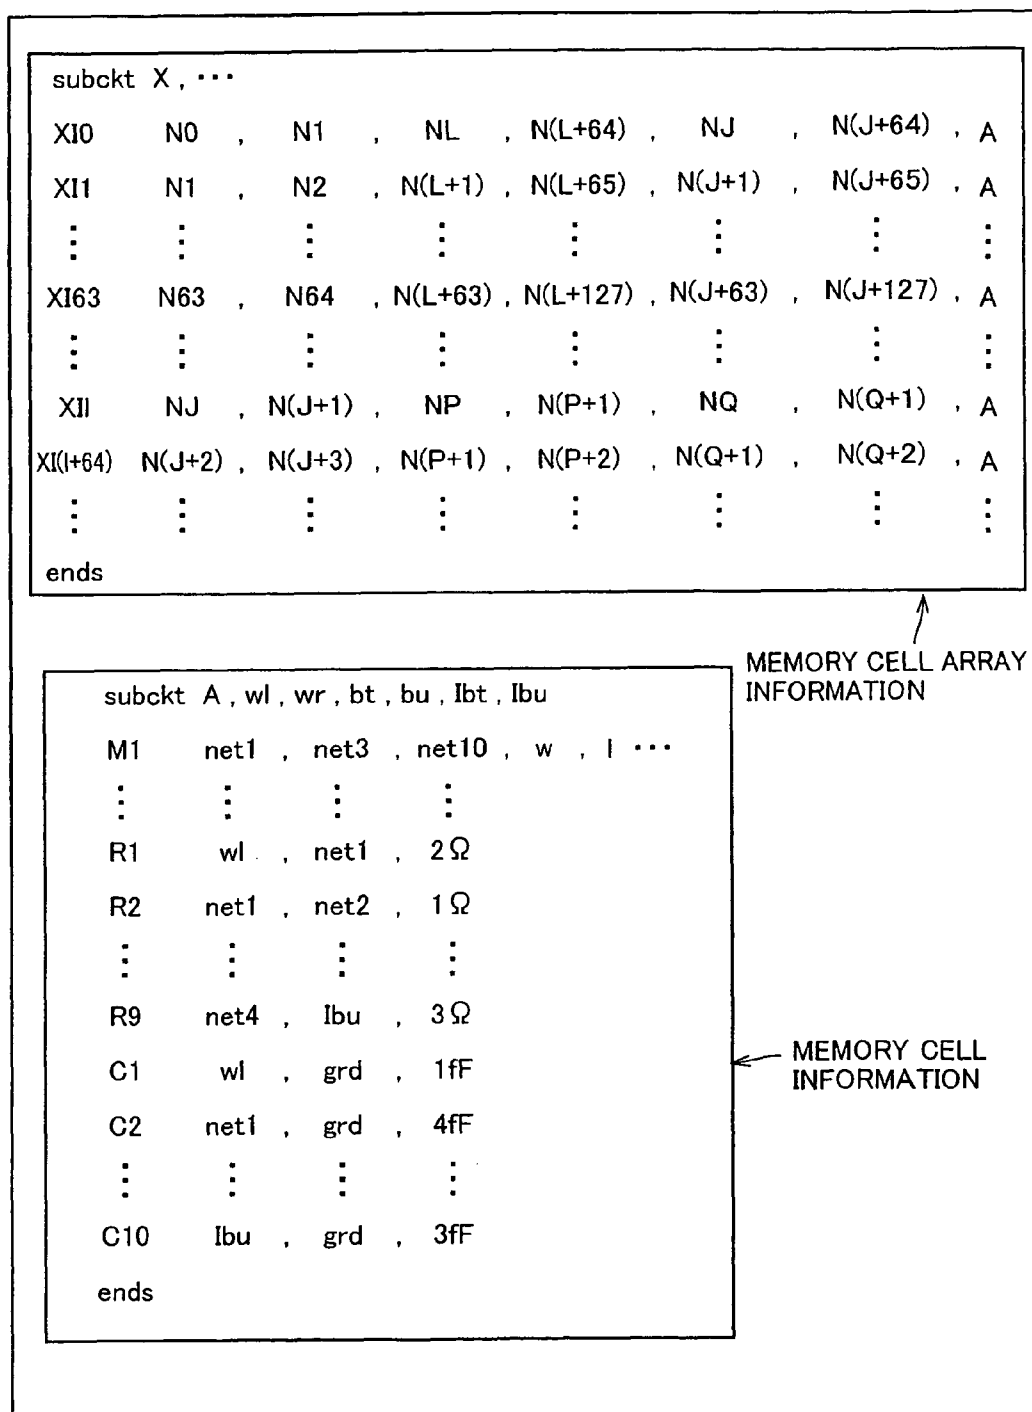 subckt X , ···
XI0 N0 , N1 , NL , N(L+64) , NJ , N(J+64) , A
XI1 N1 , N2 , N(L+1) , N(L+65) , N(J+1) , N(J+65) , A
⋮ ⋮ ⋮ ⋮ ⋮ ⋮ ⋮ ⋮
XI63 N63 , N64 , N(L+63) , N(L+127) , N(J+63) , N(J+127) , A
⋮ ⋮ ⋮ ⋮ ⋮ ⋮ ⋮ ⋮
XII NJ , N(J+1) , NP , N(P+1) , NQ , N(Q+1) , A
XI(I+64) N(J+2) , N(J+3) , N(P+1) , N(P+2) , N(Q+1) , N(Q+2) , A
⋮ ⋮ ⋮ ⋮ ⋮ ⋮ ⋮ ⋮
ends
MEMORY CELL ARRAY
INFORMATION
subckt A , wl , wr , bt , bu , Ibt , Ibu
M1 net1 , net3 , net10 , w , l ···
⋮ ⋮ ⋮ ⋮
R1 wl , net1 , 2Ω
R2 net1 , net2 , 1Ω
⋮ ⋮ ⋮ ⋮
R9 net4 , Ibu , 3Ω
C1 wl , grd , 1fF
C2 net1 , grd , 4fF
⋮ ⋮ ⋮ ⋮
C10 Ibu , grd , 3fF
ends
MEMORY CELL
INFORMATION